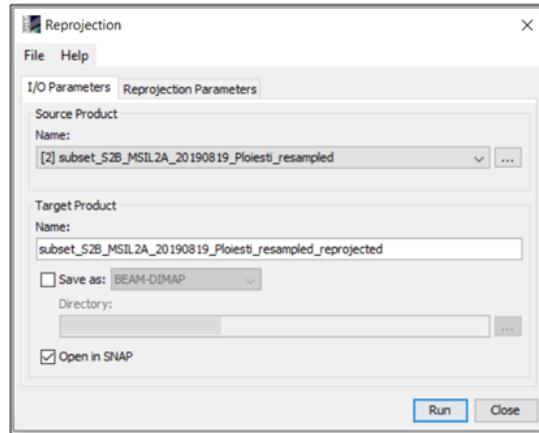 Reprojection
File Help
I/O Parameters Reprojection Parameters
Source Product
Name:
[2] subset_S2B_MSIL2A_20190819_Ploiesti_resampled
...
Target Product
Name:
subset_S2B_MSIL2A_20190819_Ploiesti_resampled_reprojected
Save as: BEAM-DIMAP
Directory:
...
Open in SNAP
Run Close